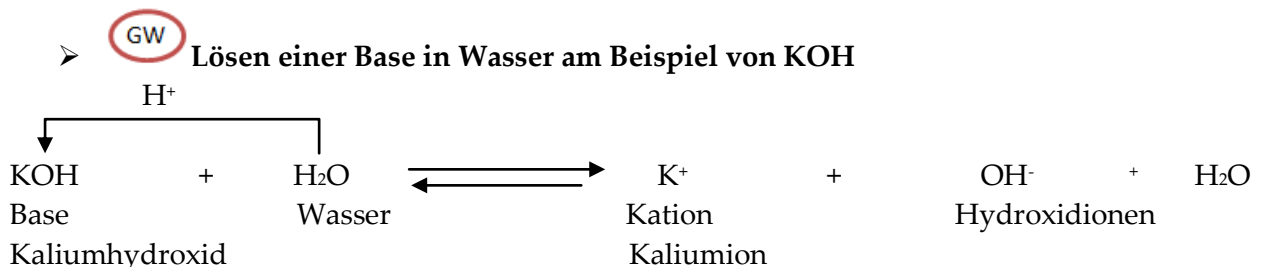 GW
➢ Lösen einer Base in Wasser am Beispiel von KOH
H⁺
KOH + H₂O ⇌ K⁺ + OH⁻ + H₂O
Base Wasser Kation Hydroxidionen
Kaliumhydroxid Kaliumion